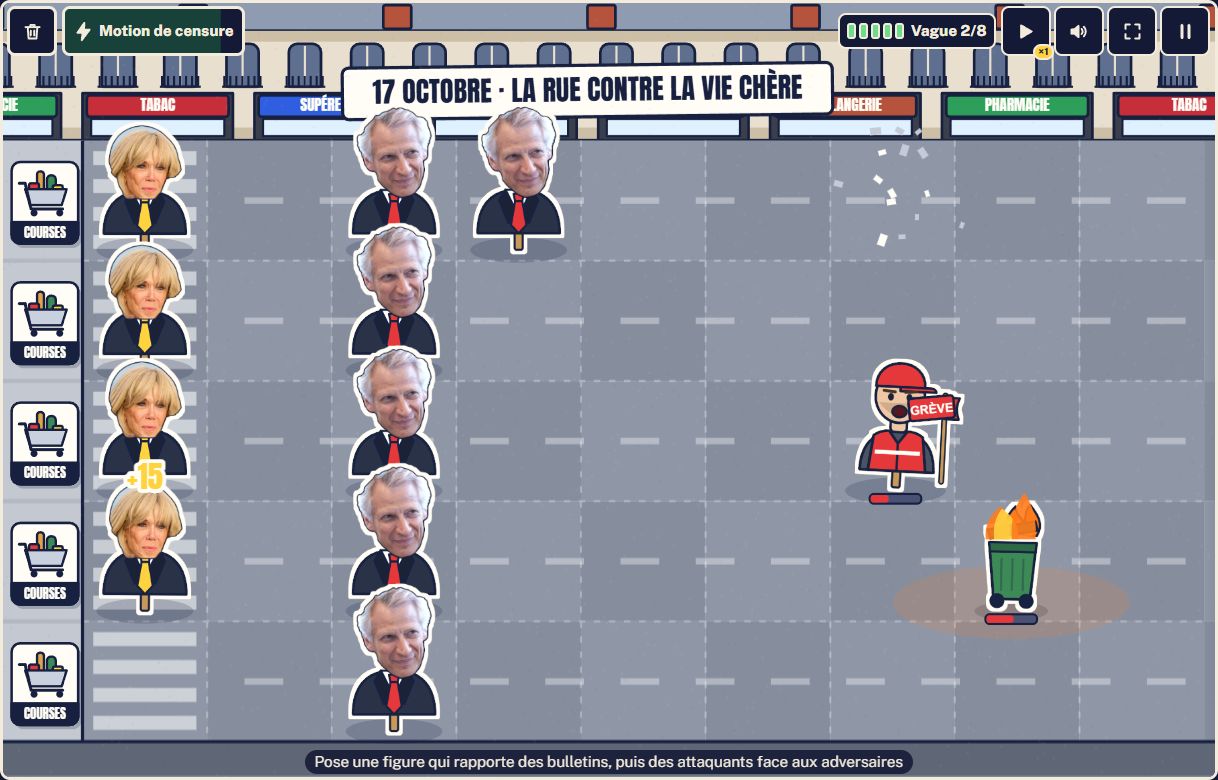 Motion de censure
Vague 2/8
×1
17 OCTOBRE · LA RUE CONTRE LA VIE CHÈRE
CIE
TABAC
SUPÉRE
LANGERIE
PHARMACIE
TABAC
COURSES
COURSES
COURSES
GRÈVE
+15
COURSES
COURSES
Pose une figure qui rapporte des bulletins, puis des attaquants face aux adversaires